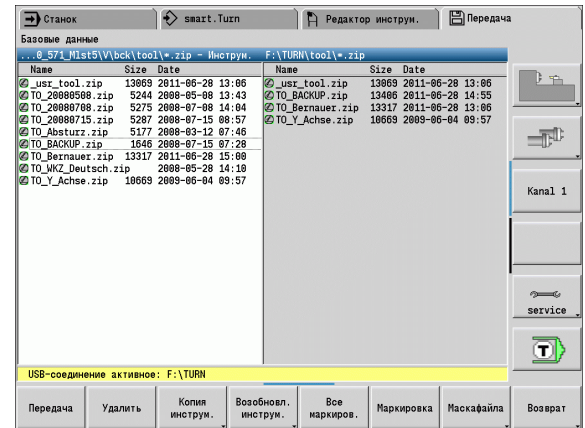 Станок smart.Turn Редактор инструм. Передача
Базовые данные
...0_571_Mlst5\V\bck\tool\*.zip - Инструм. F:\TURN\tool\*.zip
Name Size Date Name Size Date
_usr_tool.zip 13069 2011-06-28 13:06 _usr_tool.zip 13069 2011-06-28 13:06
TO_20080508.zip 5244 2008-05-08 13:43 TO_BACKUP.zip 13406 2011-06-28 14:55
TO_20080708.zip 5275 2008-07-08 14:04 TO_Bernauer.zip 13317 2011-06-28 13:06
TO_20080715.zip 5287 2008-07-15 08:57 TO_Y_Achse.zip 10669 2009-06-04 09:57
TO_Absturz.zip 5177 2008-03-12 07:46
TO_BACKUP.zip 1646 2008-07-15 07:28
TO_Bernauer.zip 13317 2011-06-28 15:00
TO_WKZ_Deutsch.zip 2008-05-28 14:10
TO_Y_Achse.zip 10669 2009-06-04 09:57
Kanal 1
service
T
USB-соединение активное: F:\TURN
Передача Удалить Копия инструм. Возобновл. инструм. Все маркиров. Маркировка Маскафайла Возврат